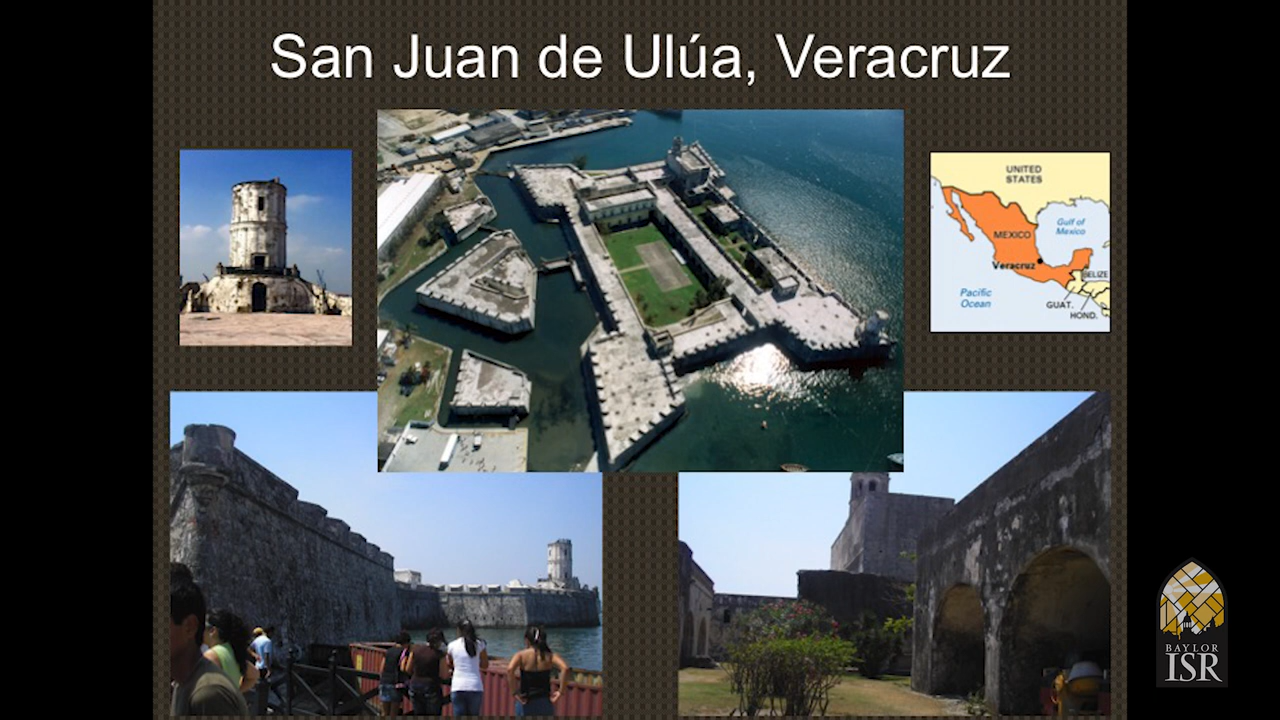 San Juan de Ulúa, Veracruz
UNITED
STATES
Gulf of
Mexico
MEXICO
Veracruz
BELIZE
Pacific
Ocean
GUAT.
HOND.
BAYLOR
ISR